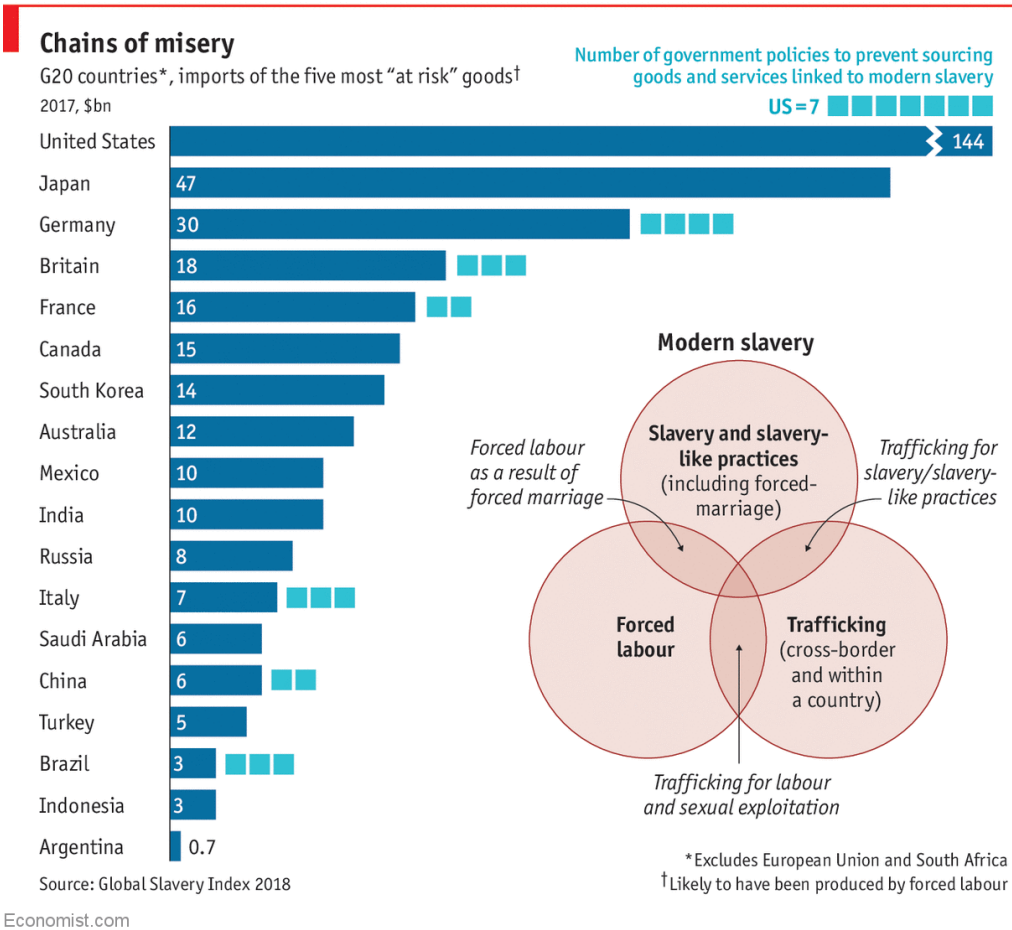 Chains of misery
G20 countries*, imports of the five most “at risk” goods†
2017, $bn
Number of government policies to prevent sourcing
goods and services linked to modern slavery
US=7
United States 144
Japan 47
Germany 30
Britain 18
France 16
Canada 15
South Korea 14
Australia 12
Mexico 10
India 10
Russia 8
Italy 7
Saudi Arabia 6
China 6
Turkey 5
Brazil 3
Indonesia 3
Argentina 0.7
Modern slavery
Slavery and slavery-
like practices
(including forced-
marriage)
Forced labour
as a result of
forced marriage
Trafficking for
slavery/slavery-
like practices
Forced
labour
Trafficking
(cross-border
and within
a country)
Trafficking for labour
and sexual exploitation
Source: Global Slavery Index 2018
*Excludes European Union and South Africa
†Likely to have been produced by forced labour
Economist.com